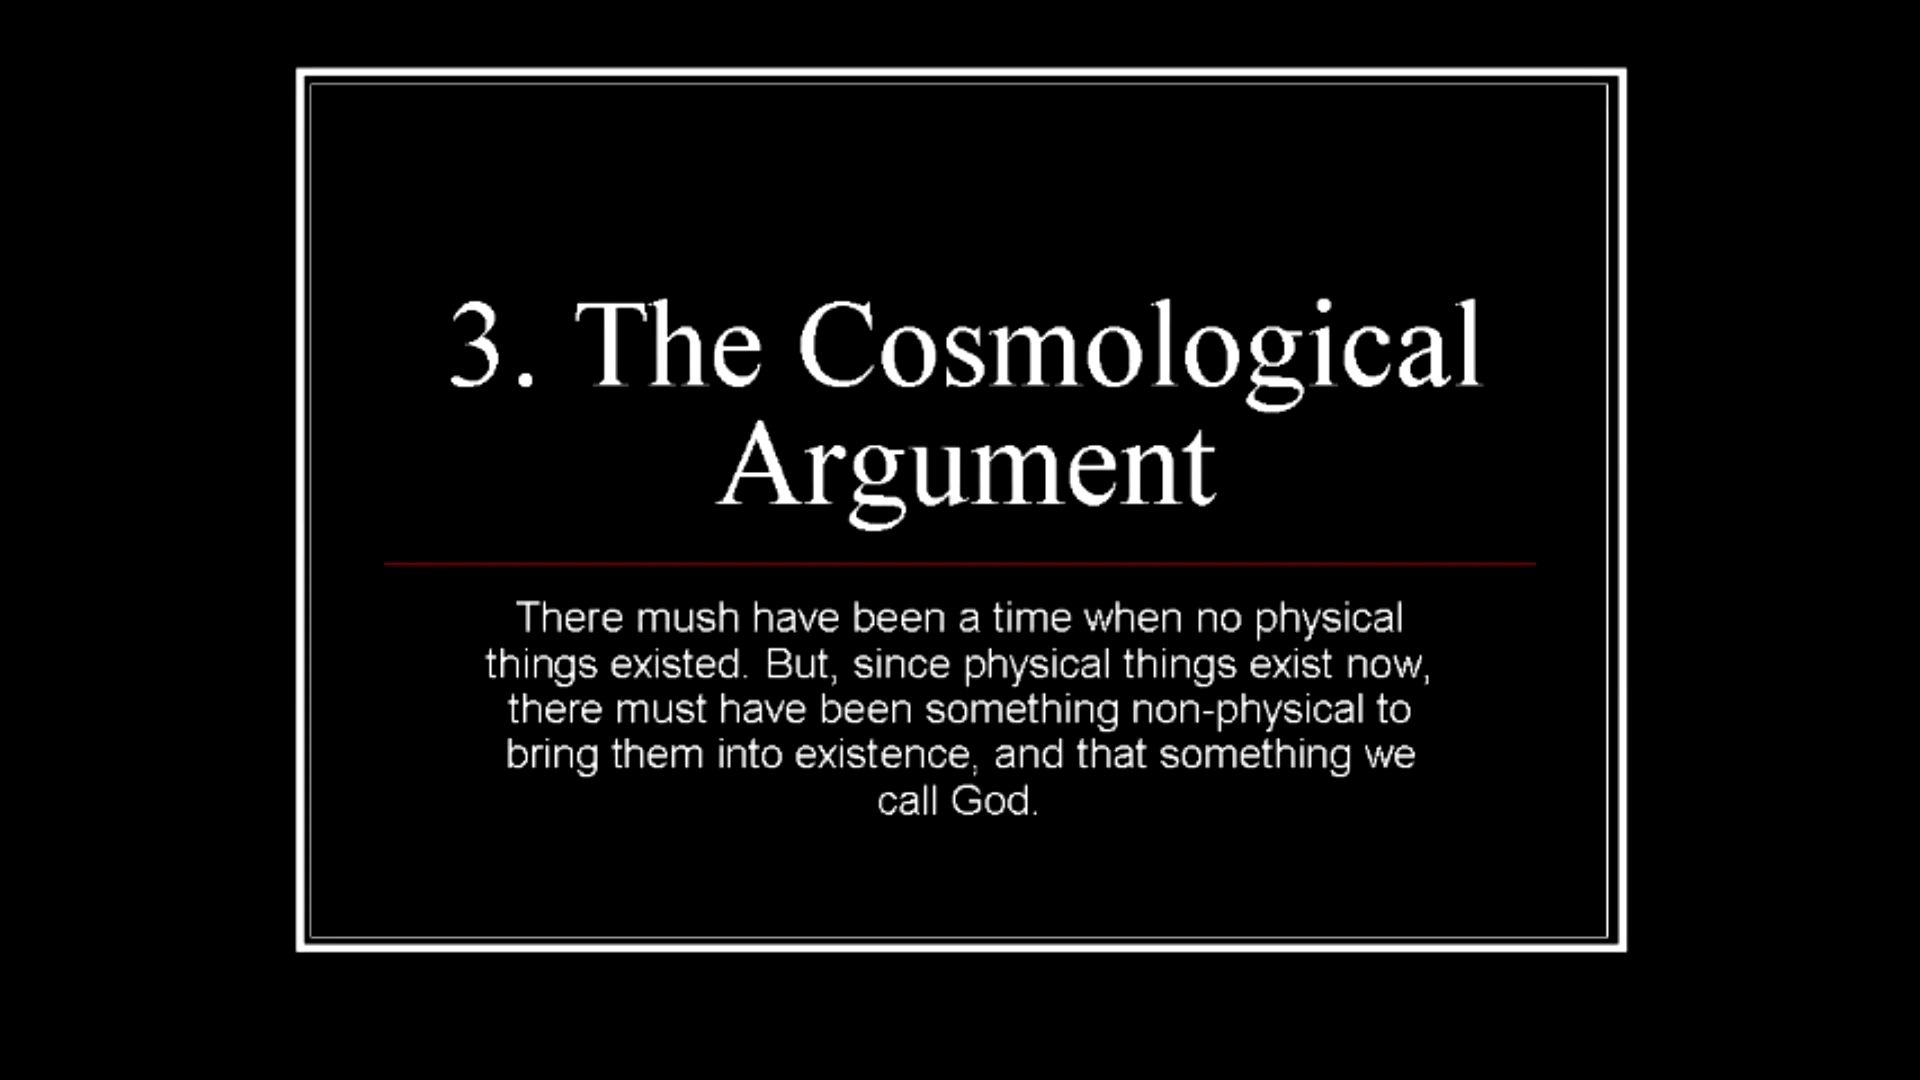 3. The Cosmological
Argument
There mush have been a time when no physical
things existed. But, since physical things exist now,
there must have been something non-physical to
bring them into existence, and that something we
call God.